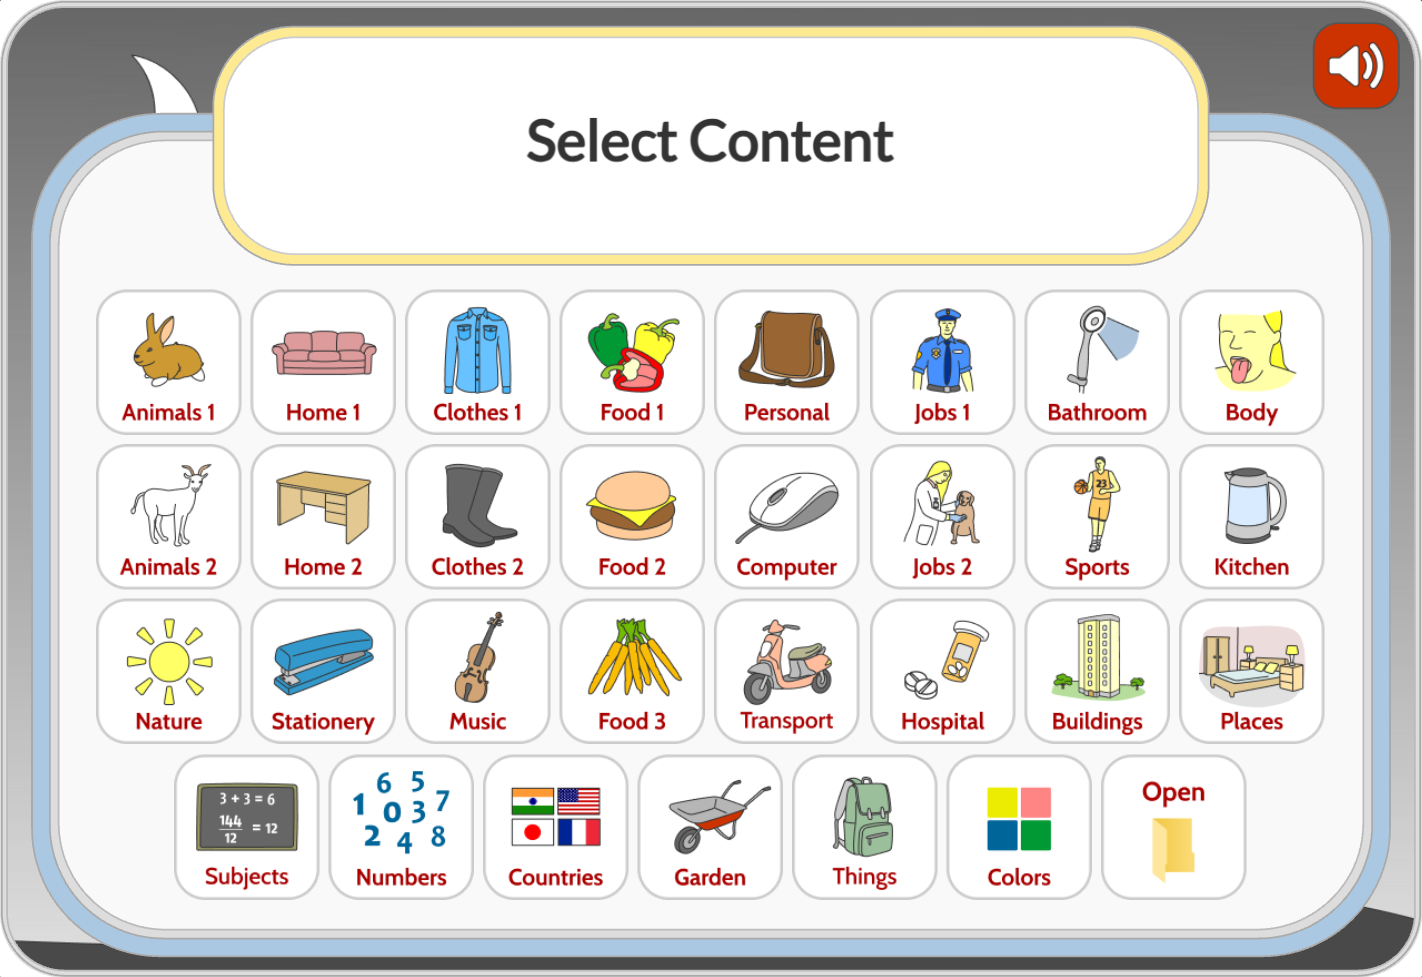 Select Content
Animals 1
Home 1
Clothes 1
Food 1
Personal
Jobs 1
Bathroom
Body
23
Animals 2
Home 2
Clothes 2
Food 2
Computer
Jobs 2
Sports
Kitchen
Nature
Stationery
Music
Food 3
Transport
Hospital
Buildings
Places
3 + 3 = 6
144
12
= 12
Subjects
6 5
1 0 3 7
2 4 8
Numbers
Countries
Garden
Things
Colors
Open